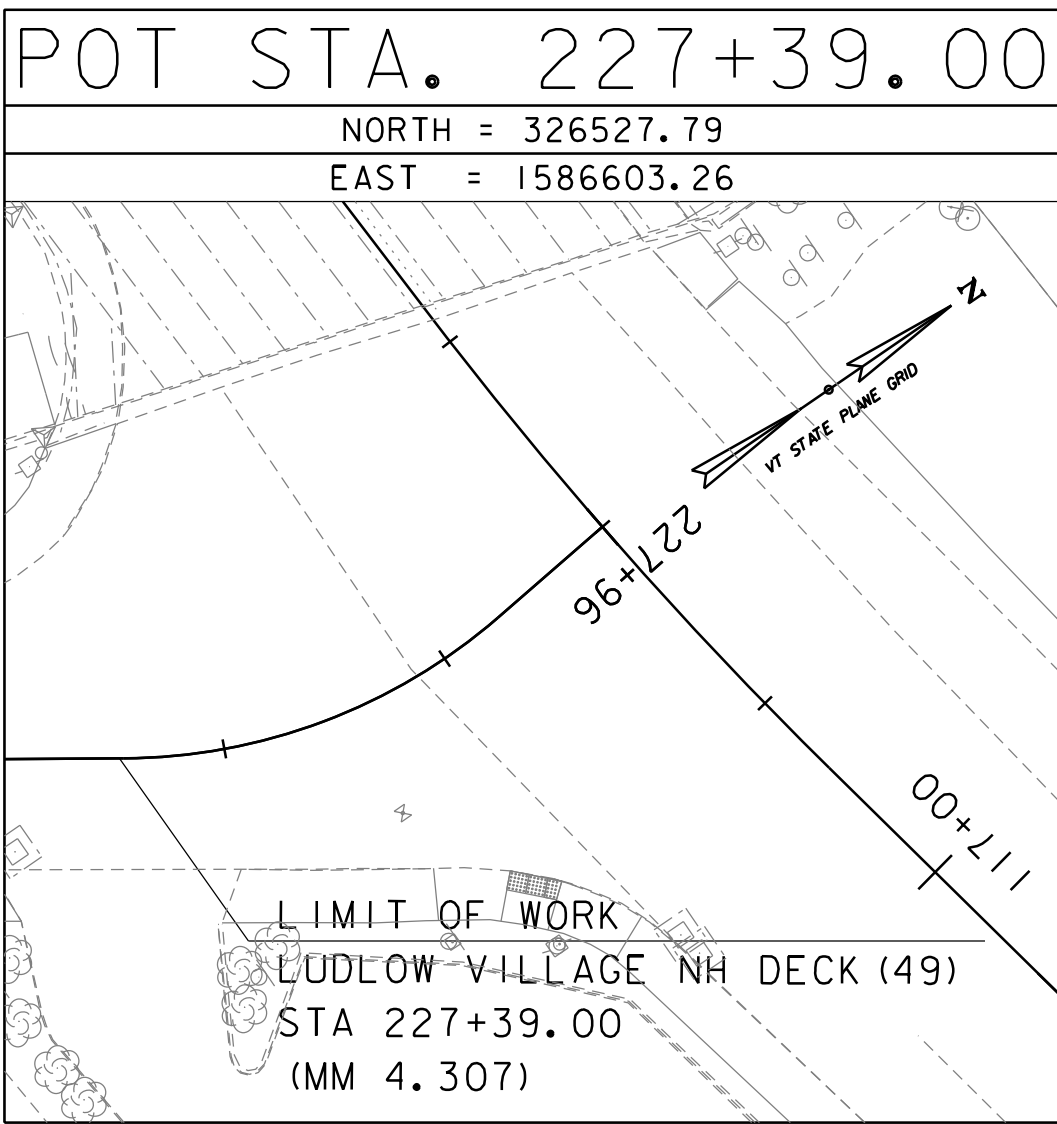 POT STA. 227+39.00
NORTH = 326527.79
EAST = 1586603.26
N
VT STATE PLANE GRID
227+96
117+00
LIMIT OF WORK
LUDLOW VILLAGE NH DECK (49)
STA 227+39.00
(MM 4.307)